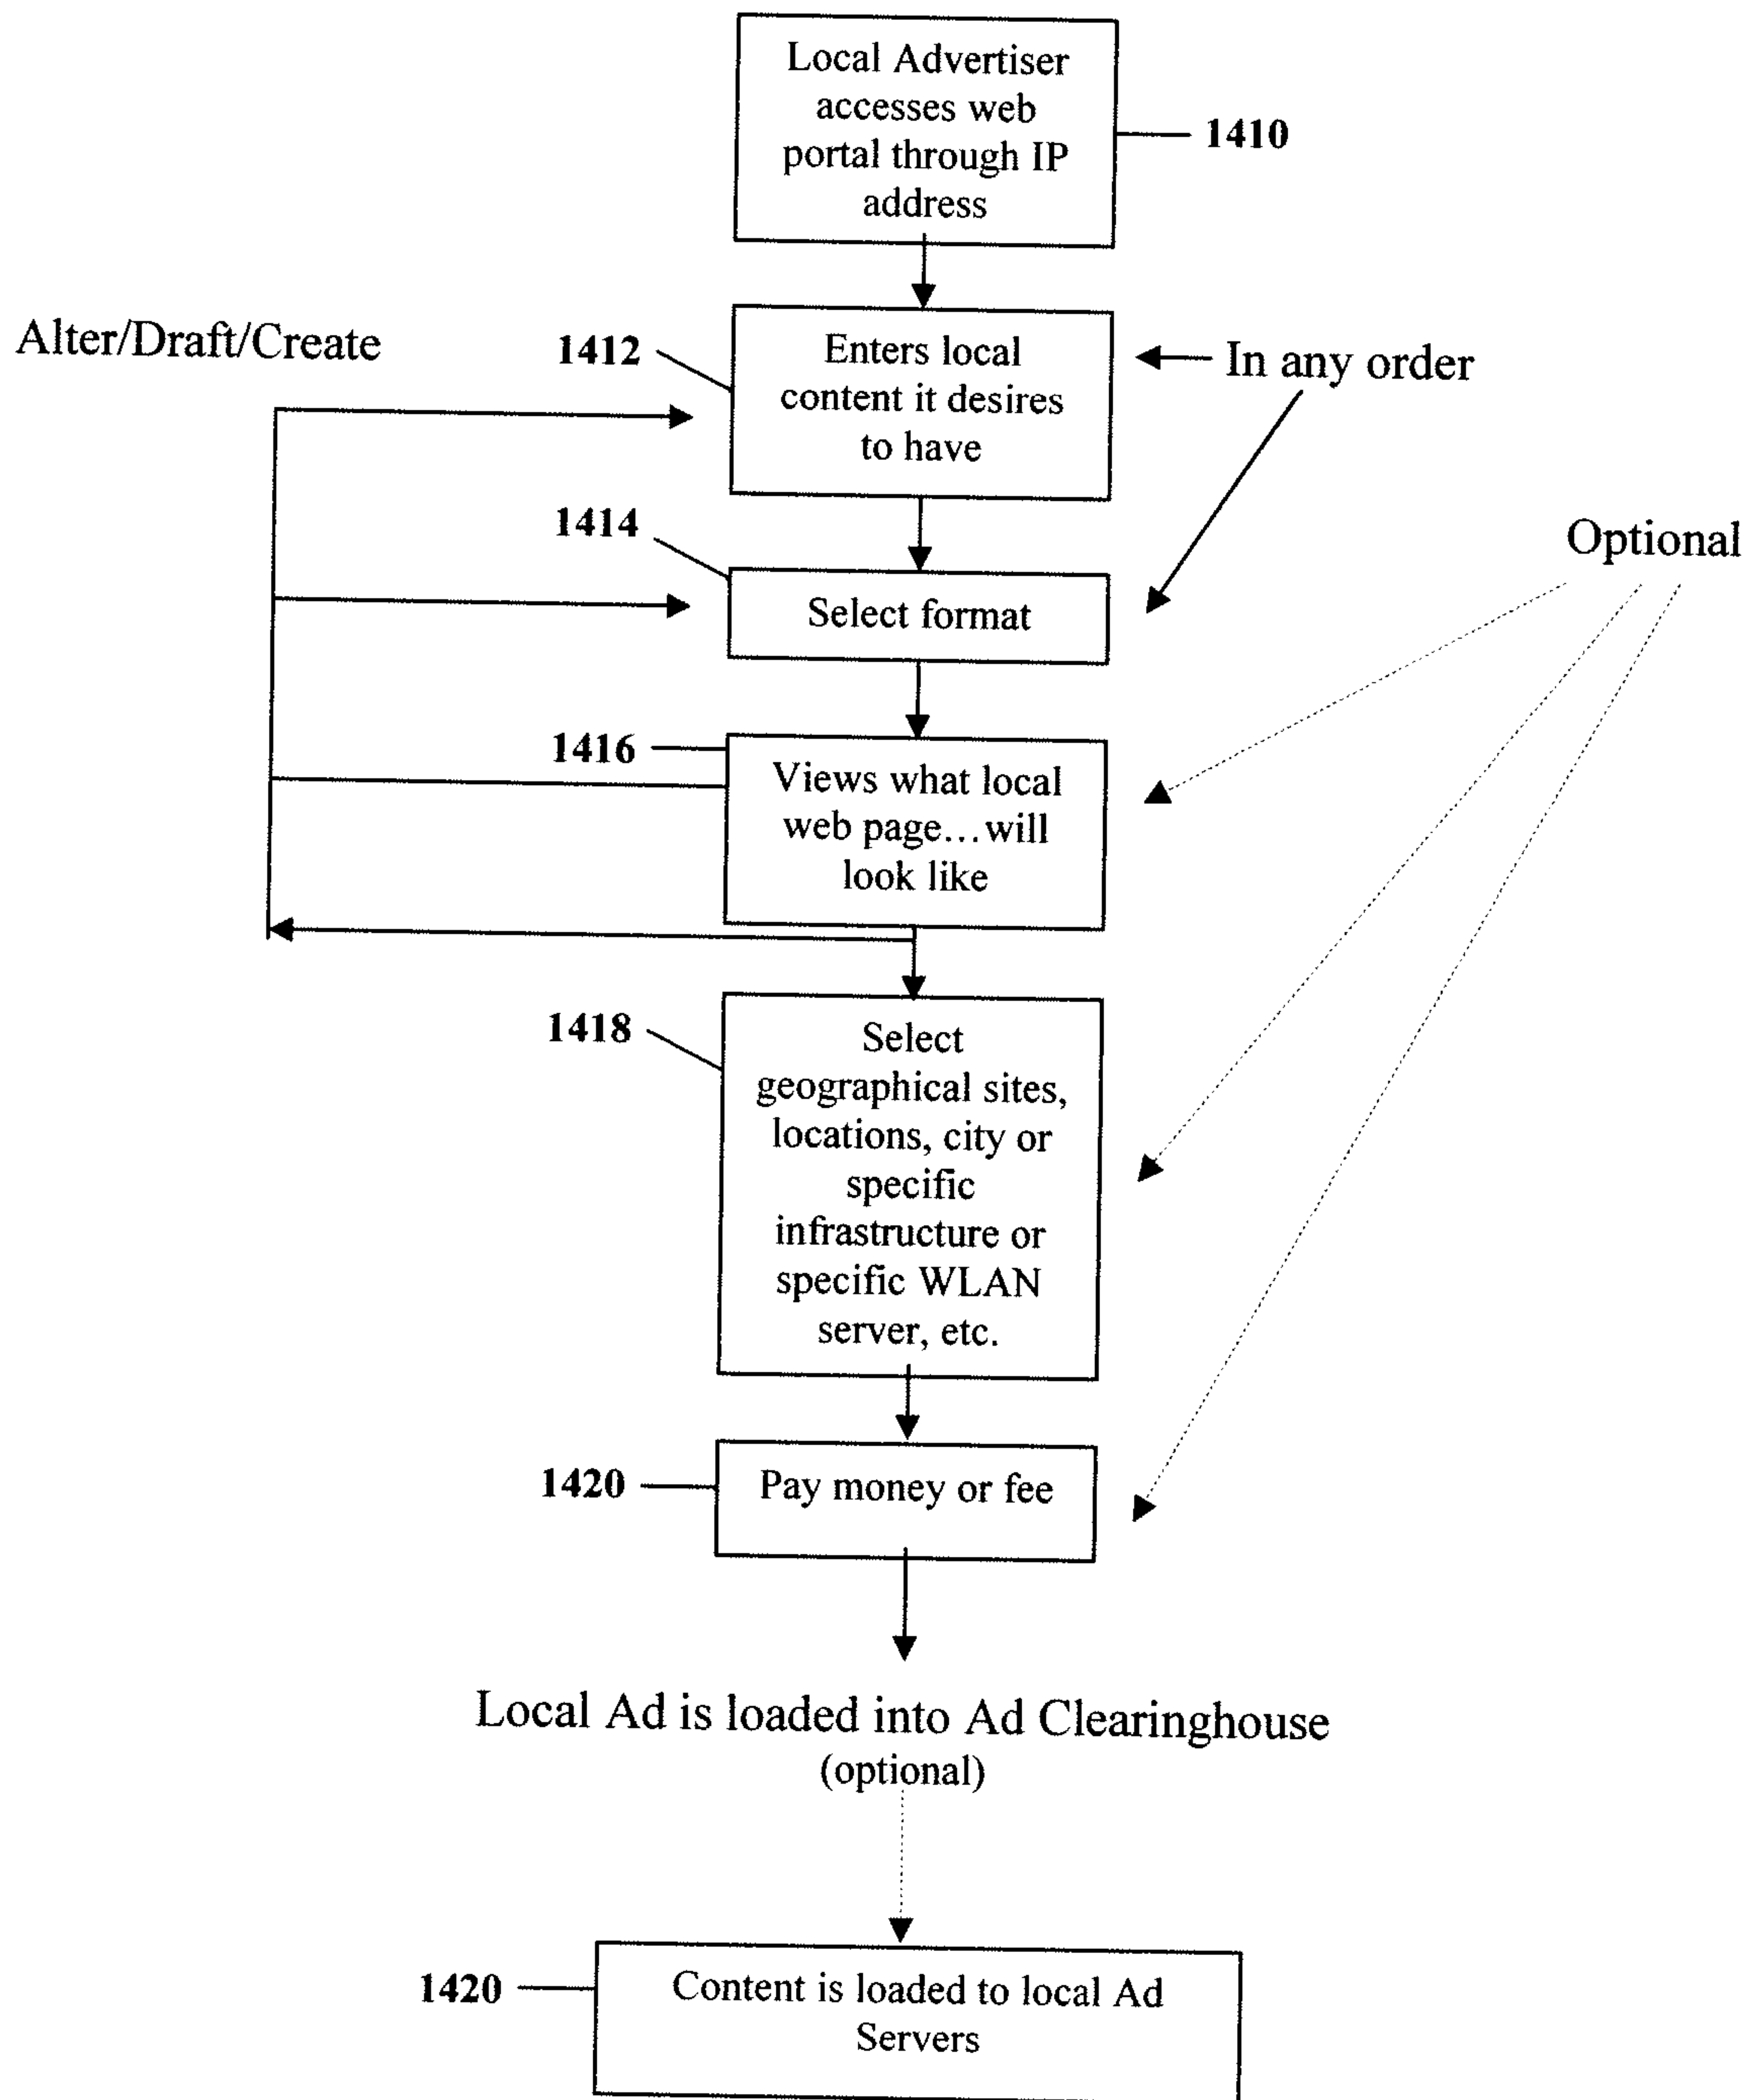 Local Advertiser
accesses web
portal through IP
address
1410
Alter/Draft/Create
1412
Enters local
content it desires
to have
In any order
1414
Select format
Optional
1416
Views what local
web page...will
look like
1418
Select
geographical sites,
locations, city or
specific
infrastructure or
specific WLAN
server, etc.
1420
Pay money or fee
Local Ad is loaded into Ad Clearinghouse
(optional)
1420
Content is loaded to local Ad
Servers